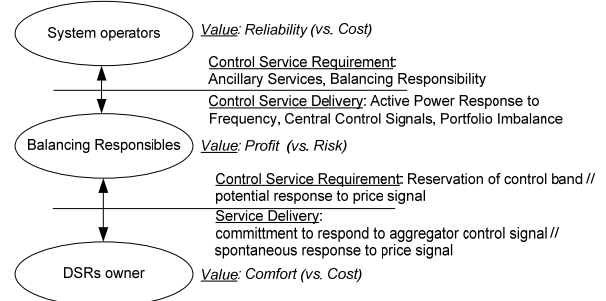 System operators
Value: Reliability (vs. Cost)
Control Service Requirement:
Ancillary Services, Balancing Responsibility
Control Service Delivery: Active Power Response to
Frequency, Central Control Signals, Portfolio Imbalance
Balancing Responsibles
Value: Profit (vs. Risk)
Control Service Requirement: Reservation of control band //
potential response to price signal
Service Delivery:
committment to respond to aggregator control signal //
spontaneous response to price signal
DSRs owner
Value: Comfort (vs. Cost)